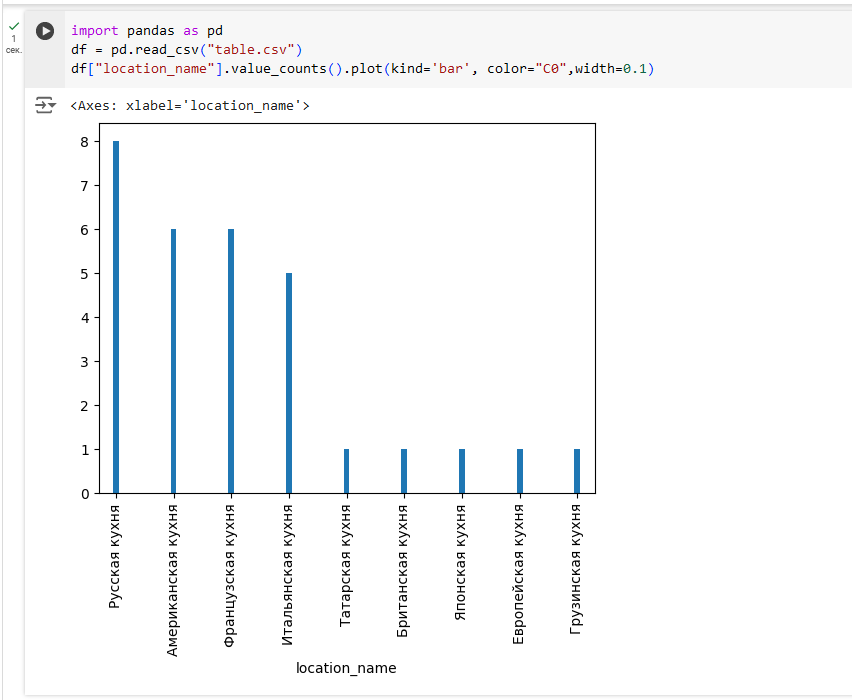 import pandas as pd
1
df = pd.read_csv("table.csv")
сек.
df["location_name"].value_counts().plot(kind='bar', color="C0",width=0.1)
<Axes: xlabel='location_name'>
8
7
6
5
4
3
2
1
0
Русская кухня
Американская кухня
Французская кухня
Итальянская кухня
Татарская кухня
Британская кухня
Японская кухня
Европейская кухня
Грузинская кухня
location_name